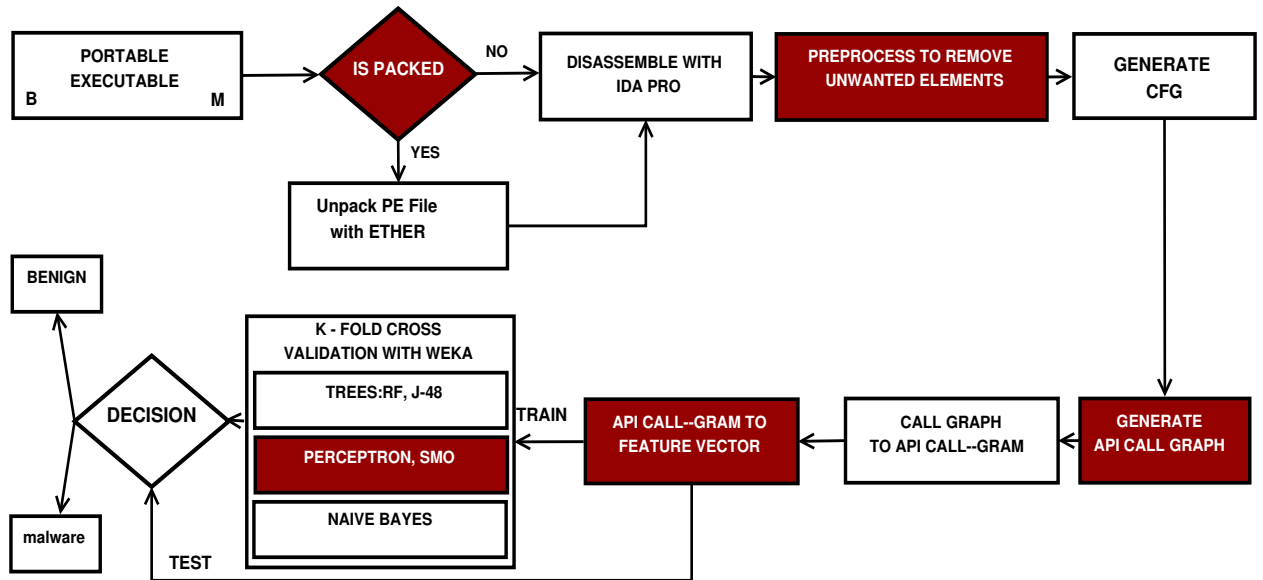 PORTABLE
EXECUTABLE
B M
IS PACKED
NO
YES
DISASSEMBLE WITH
IDA PRO
PREPROCESS TO REMOVE
UNWANTED ELEMENTS
GENERATE
CFG
Unpack PE File
with ETHER
BENIGN
DECISION
malware
K - FOLD CROSS
VALIDATION WITH WEKA
TREES:RF, J-48
PERCEPTRON, SMO
NAIVE BAYES
TRAIN
TEST
API CALL--GRAM TO
FEATURE VECTOR
CALL GRAPH
TO API CALL--GRAM
GENERATE
API CALL GRAPH